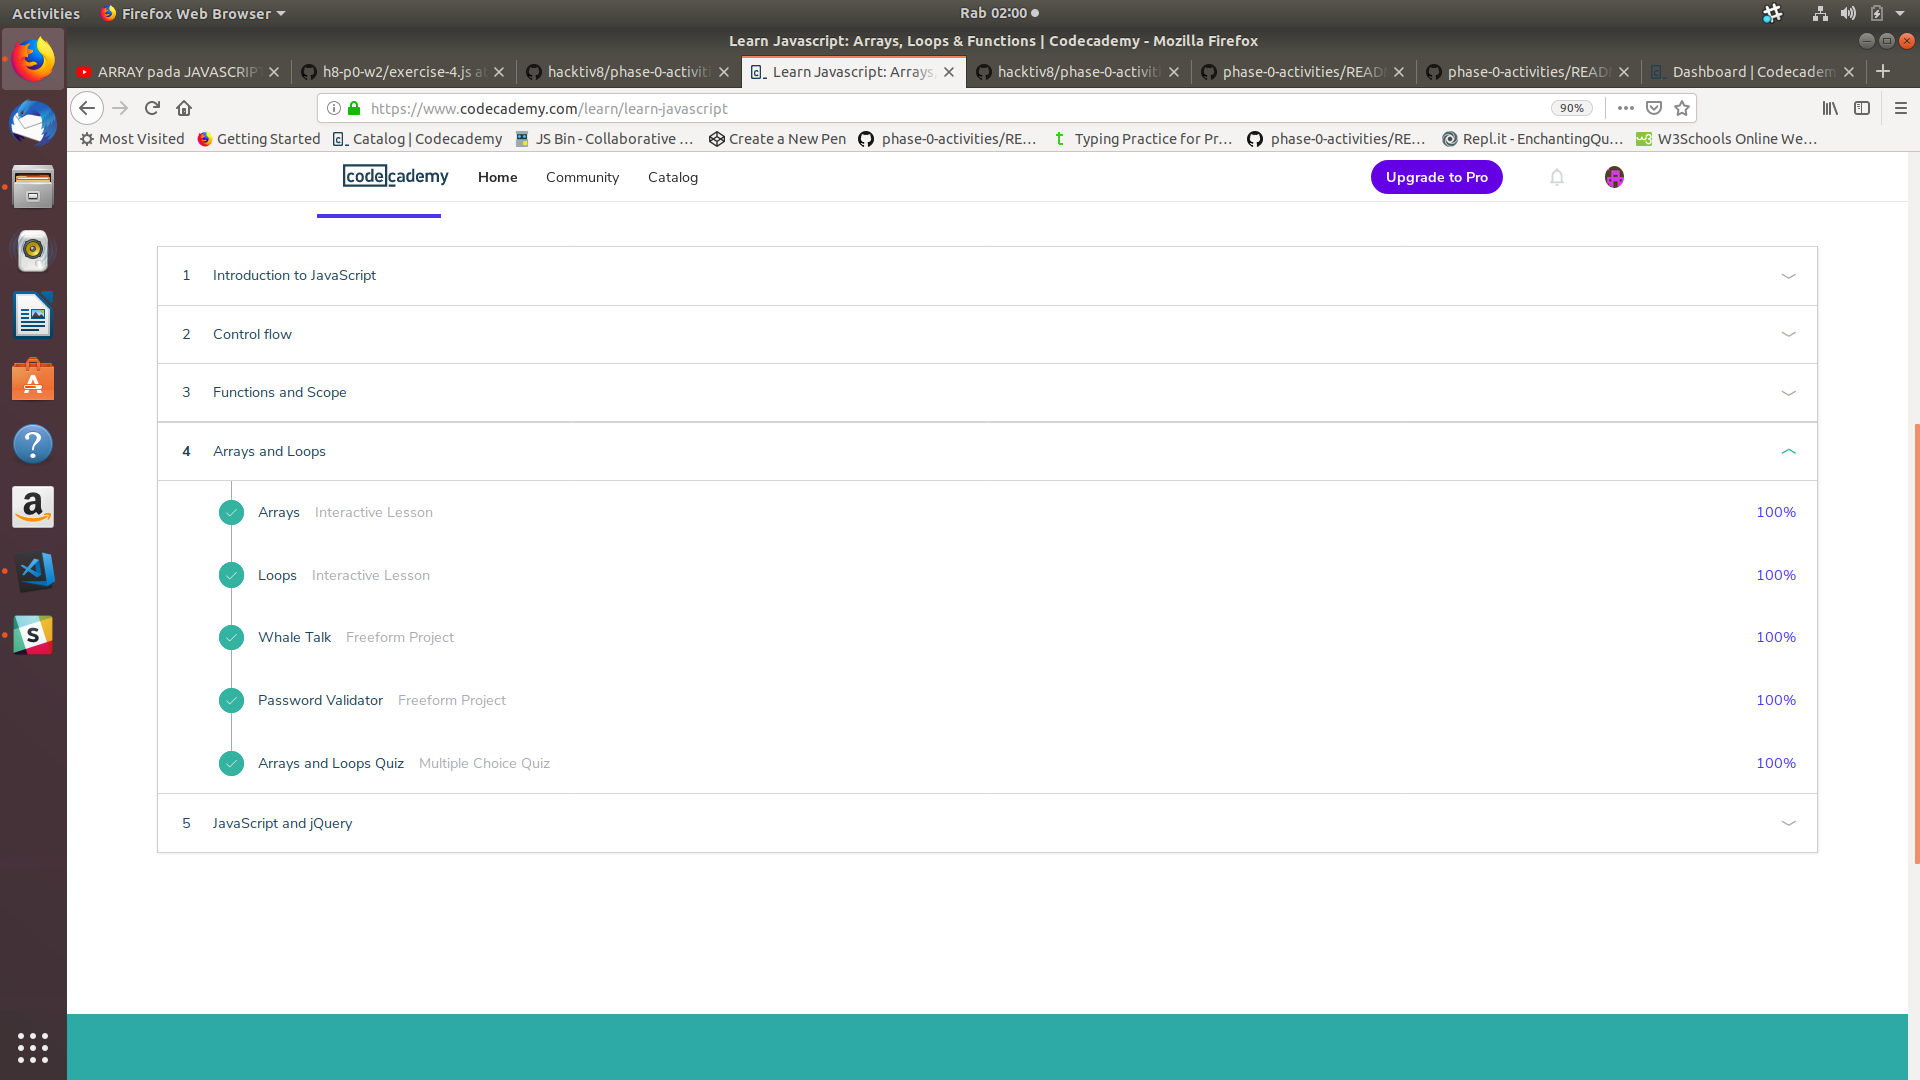 Activities Firefox Web Browser Rab 02:00
Learn Javascript: Arrays, Loops & Functions | Codecademy - Mozilla Firefox
ARRAY pada JAVASCRIPT h8-p0-w2/exercise-4.js at hacktiv8/phase-0-activiti Learn Javascript: Arrays, hacktiv8/phase-0-activiti phase-0-activities/READ phase-0-activities/READ Dashboard | Codecadem
https://www.codecademy.com/learn/learn-javascript 90%
Most Visited Getting Started Catalog | Codecademy JS Bin - Collaborative … Create a New Pen phase-0-activities/RE… Typing Practice for Pr… phase-0-activities/RE… Repl.it - EnchantingQu… W3Schools Online We…
codecademy Home Community Catalog Upgrade to Pro
1 Introduction to JavaScript
2 Control flow
3 Functions and Scope
4 Arrays and Loops
Arrays Interactive Lesson 100%
Loops Interactive Lesson 100%
Whale Talk Freeform Project 100%
Password Validator Freeform Project 100%
Arrays and Loops Quiz Multiple Choice Quiz 100%
5 JavaScript and jQuery